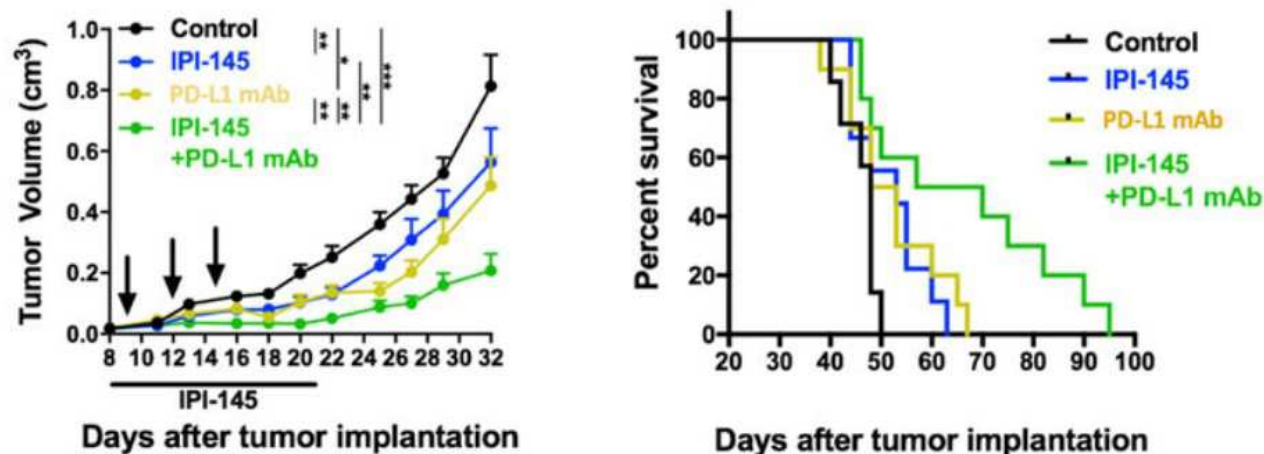 Tumor Volume (cm³)
1.0
0.8
0.6
0.4
0.2
0.0
Control
IPI-145
PD-L1 mAb
IPI-145
+PD-L1 mAb
**
*
**
***
**
**
8 10 12 14 16 18 20 22 24 26 28 30 32
IPI-145
Days after tumor implantation
Percent survival
100
80
60
40
20
0
Control
IPI-145
PD-L1 mAb
IPI-145
+PD-L1 mAb
20 30 40 50 60 70 80 90 100
Days after tumor implantation